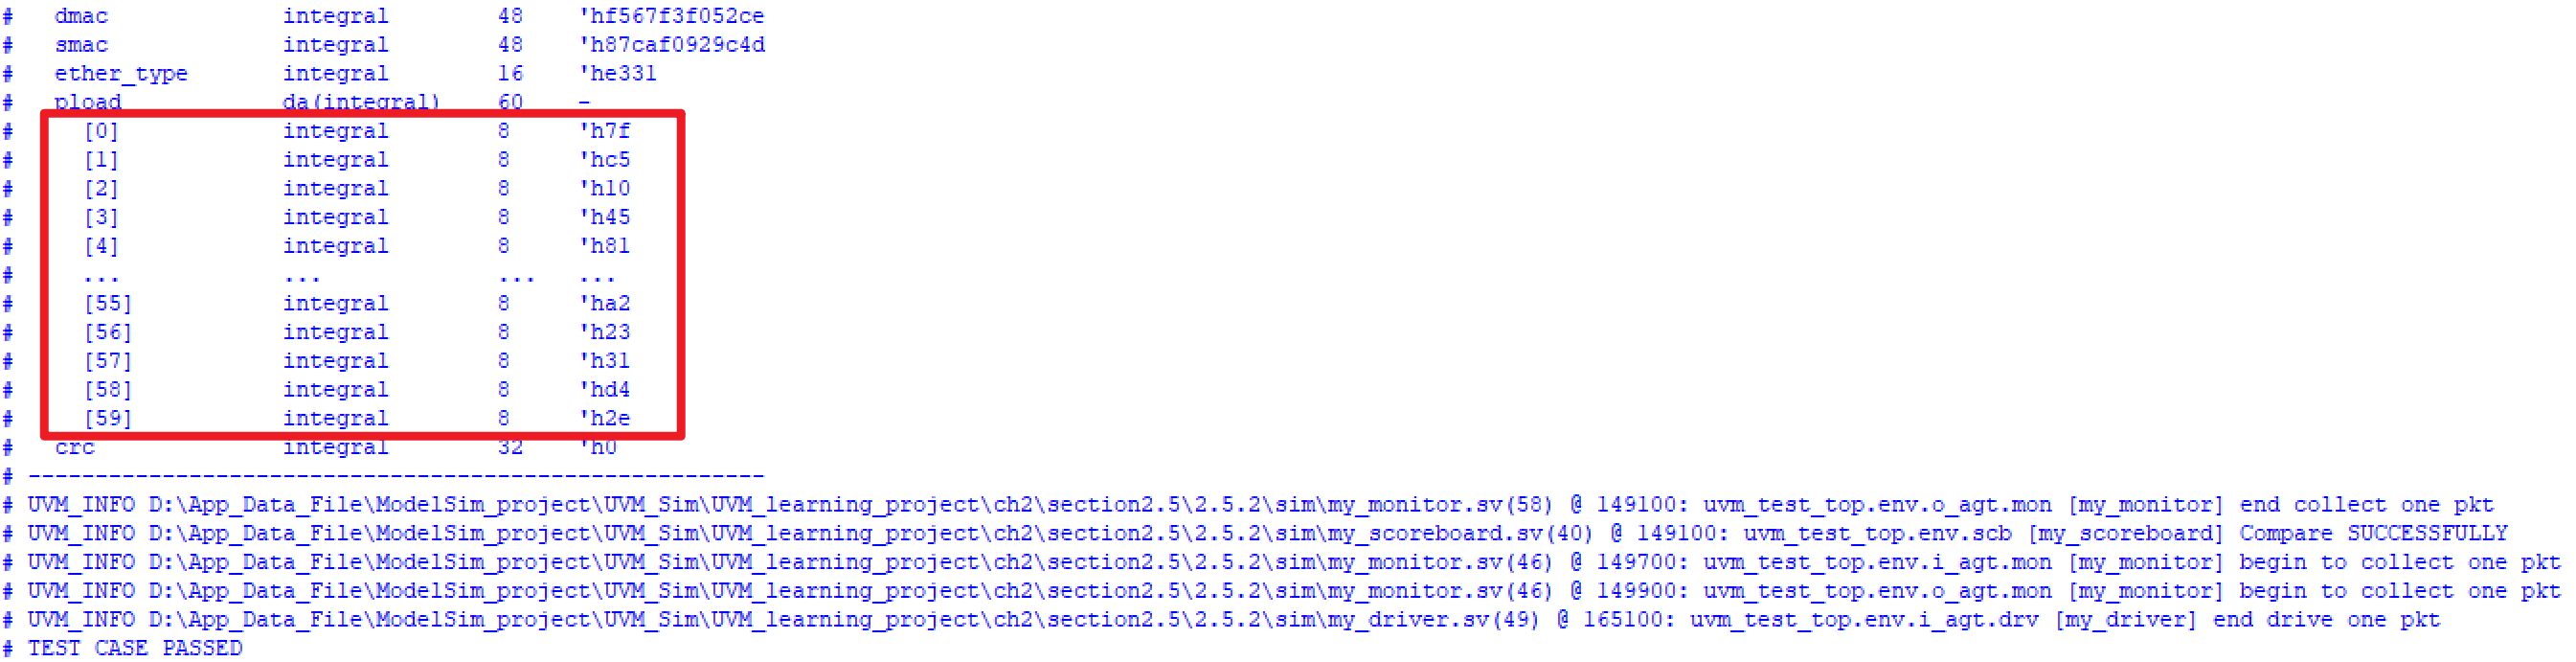 # dmac integral 48 'hf567f3f052ce
# smac integral 48 'h87caf0929c4d
# ether_type integral 16 'he331
# pload da(integral) 60 -
# [0] integral 8 'h7f
# [1] integral 8 'hc5
# [2] integral 8 'h10
# [3] integral 8 'h45
# [4] integral 8 'h81
# ... ... ... ...
# [55] integral 8 'ha2
# [56] integral 8 'h23
# [57] integral 8 'h31
# [58] integral 8 'hd4
# [59] integral 8 'h2e
# crc integral 32 'h0
# -------------------------------------------------------
# UVM_INFO D:\App_Data_File\ModelSim_project\UVM_Sim\UVM_learning_project\ch2\section2.5\2.5.2\sim\my_monitor.sv(58) @ 149100: uvm_test_top.env.o_agt.mon [my_monitor] end collect one pkt
# UVM_INFO D:\App_Data_File\ModelSim_project\UVM_Sim\UVM_learning_project\ch2\section2.5\2.5.2\sim\my_scoreboard.sv(40) @ 149100: uvm_test_top.env.scb [my_scoreboard] Compare SUCCESSFULLY
# UVM_INFO D:\App_Data_File\ModelSim_project\UVM_Sim\UVM_learning_project\ch2\section2.5\2.5.2\sim\my_monitor.sv(46) @ 149700: uvm_test_top.env.i_agt.mon [my_monitor] begin to collect one pkt
# UVM_INFO D:\App_Data_File\ModelSim_project\UVM_Sim\UVM_learning_project\ch2\section2.5\2.5.2\sim\my_monitor.sv(46) @ 149900: uvm_test_top.env.o_agt.mon [my_monitor] begin to collect one pkt
# UVM_INFO D:\App_Data_File\ModelSim_project\UVM_Sim\UVM_learning_project\ch2\section2.5\2.5.2\sim\my_driver.sv(49) @ 165100: uvm_test_top.env.i_agt.drv [my_driver] end drive one pkt
# TEST CASE PASSED